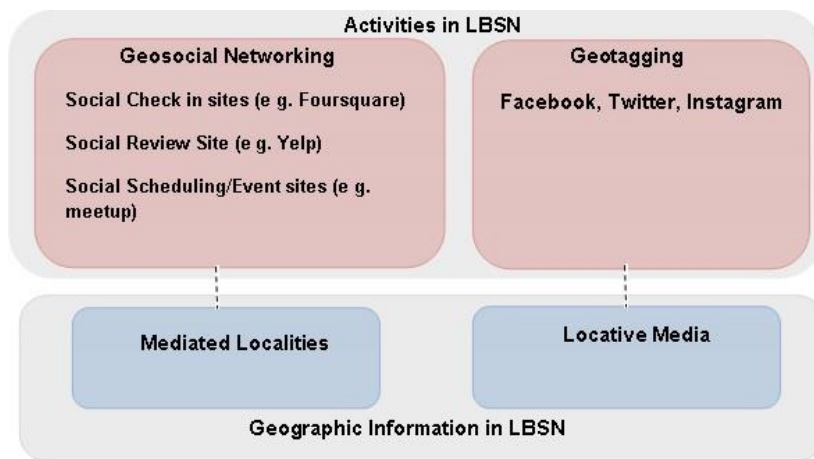 Activities in LBSN
Geosocial Networking
Social Check in sites (e g. Foursquare)
Social Review Site (e g. Yelp)
Social Scheduling/Event sites (e g.
meetup)
Geotagging
Facebook, Twitter, Instagram
Mediated Localities
Locative Media
Geographic Information in LBSN